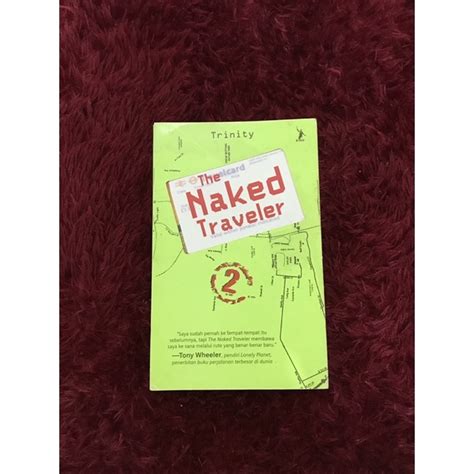 Trinity
The
Naked
Traveler
2
"Saya sudah pernah ke tempat-tempat itu
sebelumnya, tapi The Naked Traveler membawa
saya ke sana melalui rute yang benar-benar baru."
—Tony Wheeler, pendiri Lonely Planet,
penerbitan buku perjalanan terbesar di dunia